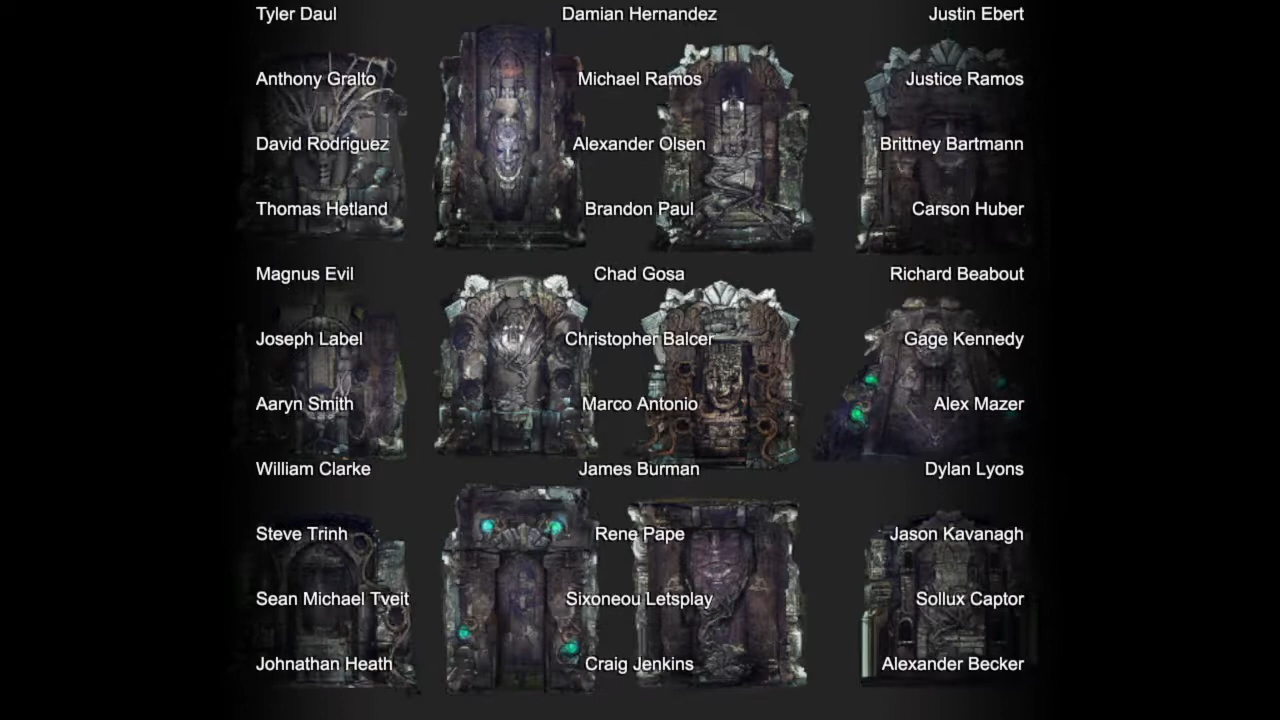 Tyler Daul Damian Hernandez Justin Ebert
Anthony Gralto Michael Ramos Justice Ramos
David Rodriguez Alexander Olsen Brittney Bartmann
Thomas Hetland Brandon Paul Carson Huber
Magnus Evil Chad Gosa Richard Beabout
Joseph Label Christopher Balcer Gage Kennedy
Aaryn Smith Marco Antonio Alex Mazer
William Clarke James Burman Dylan Lyons
Steve Trinh Rene Pape Jason Kavanagh
Sean Michael Tveit Sixoneou Letsplay Sollux Captor
Johnathan Heath Craig Jenkins Alexander Becker